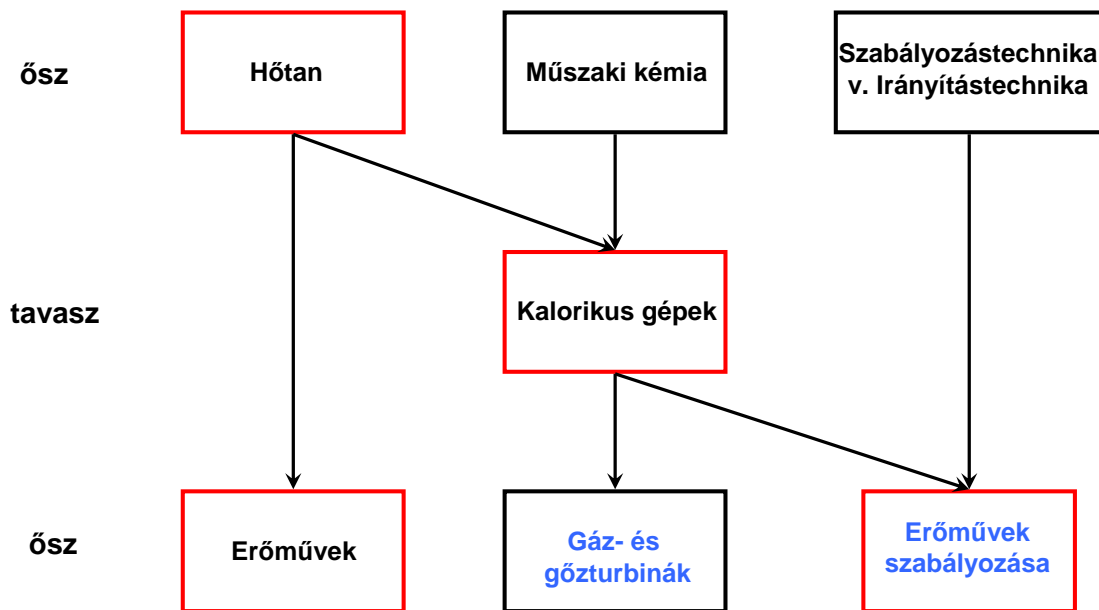 ősz
Hőtan
Műszaki kémia
Szabályozástechnika
v. Irányítástechnika
tavasz
Kalorikus gépek
ősz
Erőművek
Gáz- és
gőzturbinák
Erőművek
szabályozása